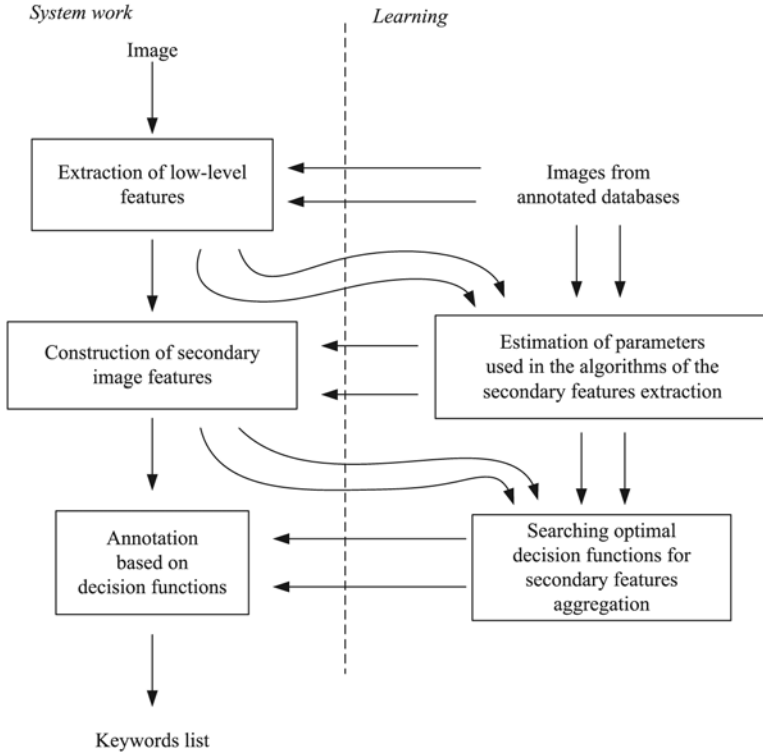 System work
Learning
Image
Extraction of low-level
features
Images from
annotated databases
Construction of secondary
image features
Estimation of parameters
used in the algorithms of the
secondary features extraction
Annotation
based on
decision functions
Searching optimal
decision functions for
secondary features
aggregation
Keywords list